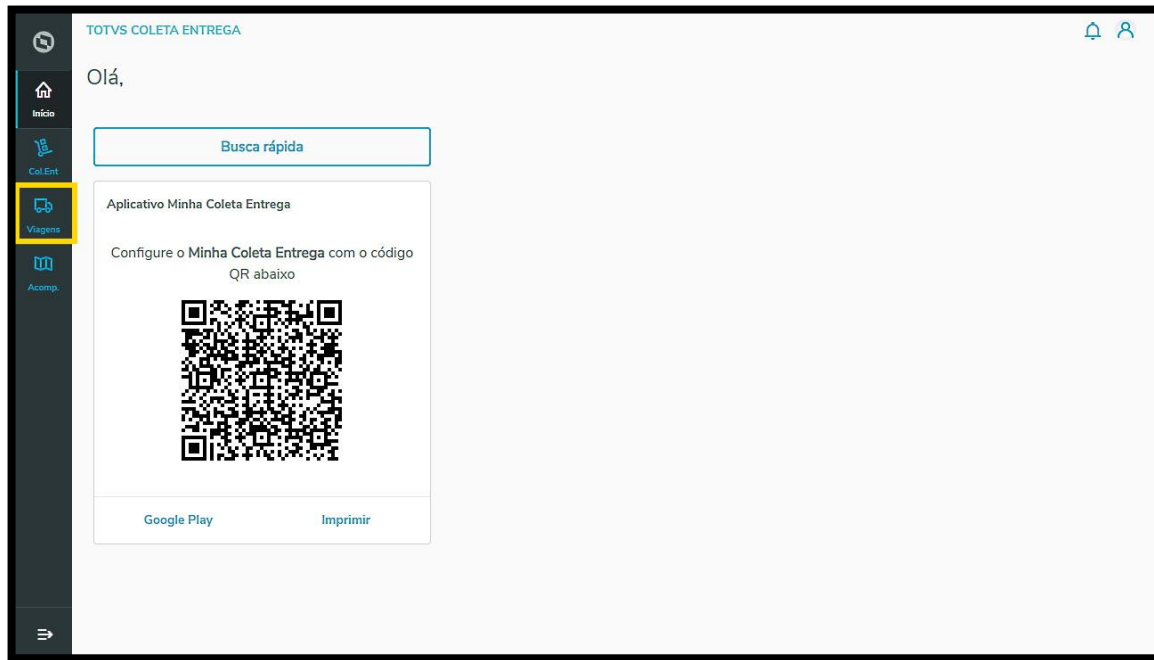 TOTVS COLETA ENTREGA
Olá,
Início
Col.Ent
Viagens
Acomp.
Busca rápida
Aplicativo Minha Coleta Entrega
Configure o Minha Coleta Entrega com o código
QR abaixo
Google Play
Imprimir